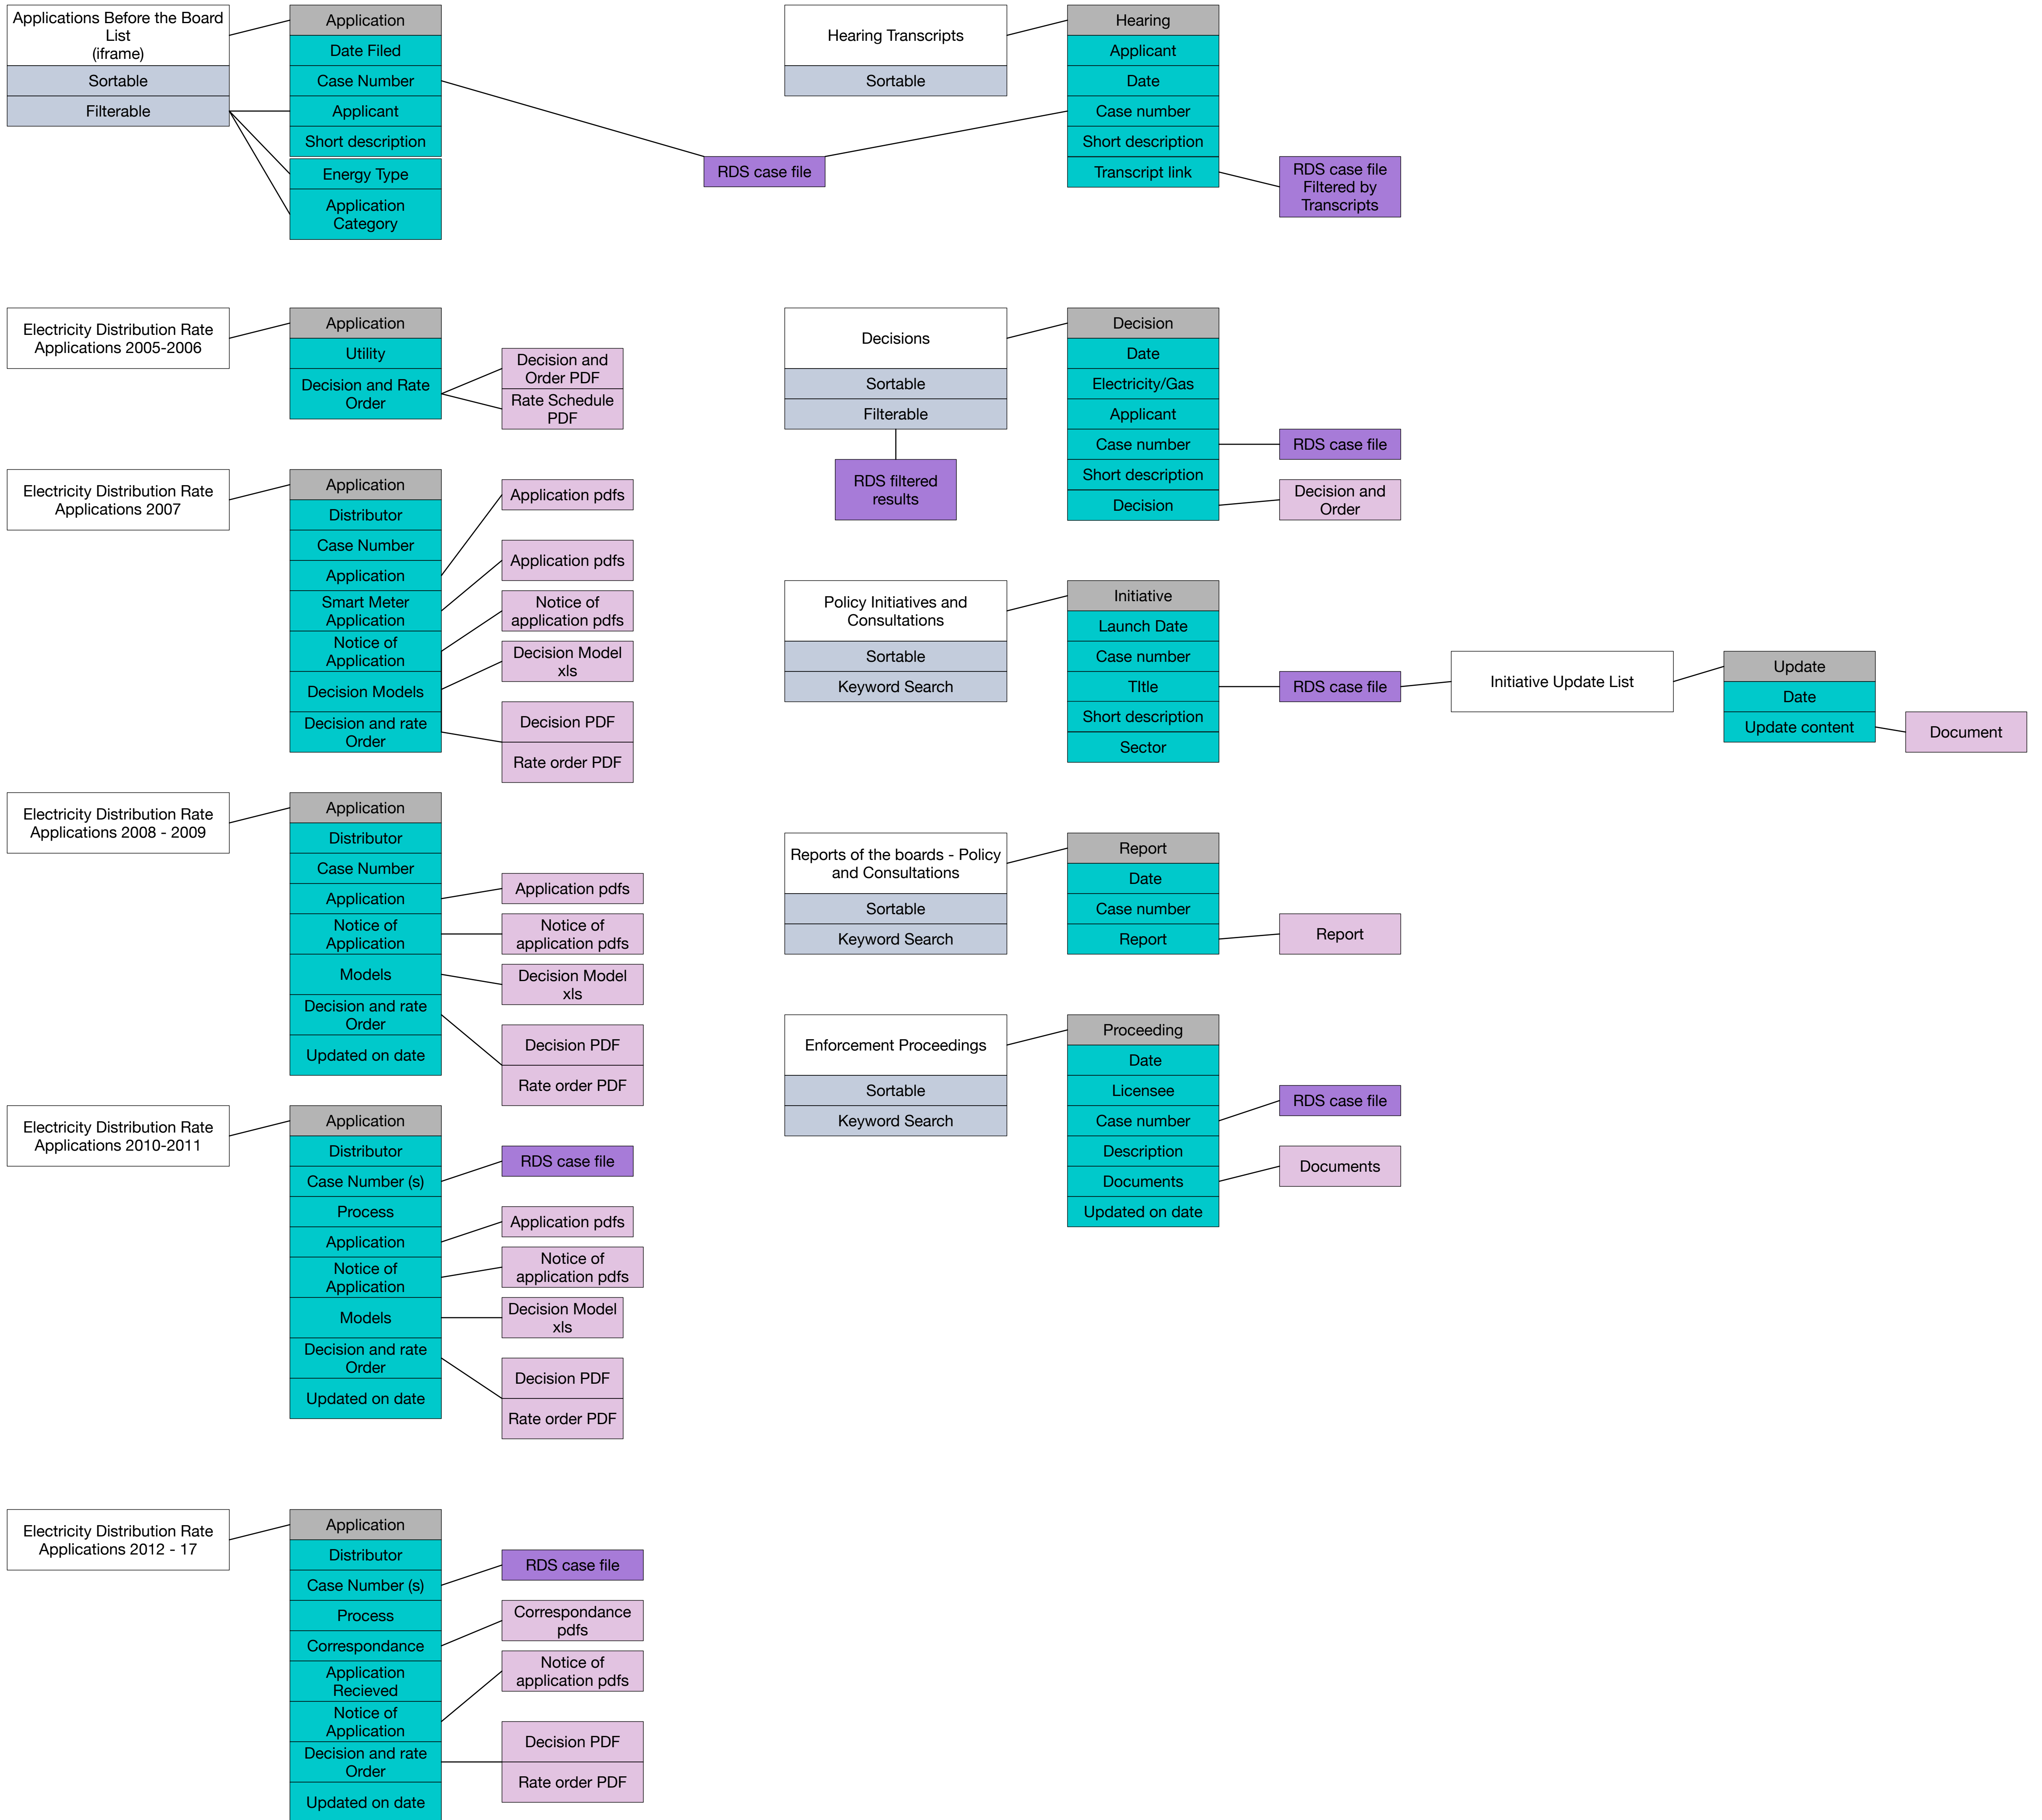 Applications Before the Board
List
(iframe)
Sortable
Filterable
Application
Date Filed
Case Number
Applicant
Short description
Energy Type
Application
Category
RDS case file
Hearing Transcripts
Sortable
Hearing
Applicant
Date
Case number
Short description
Transcript link
RDS case file
Filtered by
Transcripts
Electricity Distribution Rate
Applications 2005-2006
Application
Utility
Decision and Rate
Order
Decision and
Order PDF
Rate Schedule
PDF
Decisions
Sortable
Filterable
RDS filtered
results
Decision
Date
Electricity/Gas
Applicant
Case number
Short description
Decision
RDS case file
Decision and
Order
Electricity Distribution Rate
Applications 2007
Application
Distributor
Case Number
Application
Smart Meter
Application
Notice of
Application
Decision Models
Decision and rate
Order
Application pdfs
Application pdfs
Notice of
application pdfs
Decision Model
xls
Decision PDF
Rate order PDF
Policy Initiatives and
Consultations
Sortable
Keyword Search
Initiative
Launch Date
Case number
TItle
Short description
Sector
RDS case file
Initiative Update List
Update
Date
Update content
Document
Electricity Distribution Rate
Applications 2008 - 2009
Application
Distributor
Case Number
Application
Notice of
Application
Models
Decision and rate
Order
Updated on date
Application pdfs
Notice of
application pdfs
Decision Model
xls
Decision PDF
Rate order PDF
Reports of the boards - Policy
and Consultations
Sortable
Keyword Search
Report
Date
Case number
Report
Report
Enforcement Proceedings
Sortable
Keyword Search
Proceeding
Date
Licensee
Case number
Description
Documents
Updated on date
RDS case file
Documents
Electricity Distribution Rate
Applications 2010-2011
Application
Distributor
Case Number (s)
Process
Application
Notice of
Application
Models
Decision and rate
Order
Updated on date
RDS case file
Application pdfs
Notice of
application pdfs
Decision Model
xls
Decision PDF
Rate order PDF
Electricity Distribution Rate
Applications 2012 - 17
Application
Distributor
Case Number (s)
Process
Correspondance
Application
Recieved
Notice of
Application
Decision and rate
Order
Updated on date
RDS case file
Correspondance
pdfs
Notice of
application pdfs
Decision PDF
Rate order PDF